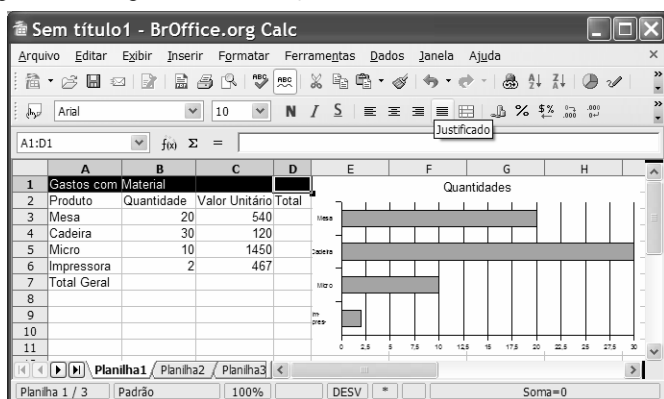 Sem título1 - BrOffice.org Calc
Arquivo Editar Exibir Inserir Formatar Ferramentas Dados Janela Ajuda
ABC ABC
Arial 10 N I S % $%
Justificado
A1:D1 f(x) Σ =
A B C D E F G H
1 Gastos com Material Quantidades
2 Produto Quantidade Valor Unitário Total
3 Mesa 20 540 Mesa
4 Cadeira 30 120
5 Micro 10 1450 Cadeira
6 Impressora 2 467
7 Total Geral Micro
8
9 Im-
10 pres-
11 0 2,5 5 7,5 10 12,5 15 17,5 20 22,5 25 27,5 30
Planilha1 Planilha2 Planilha3
Planilha 1 / 3 Padrão 100% DESV * Soma=0